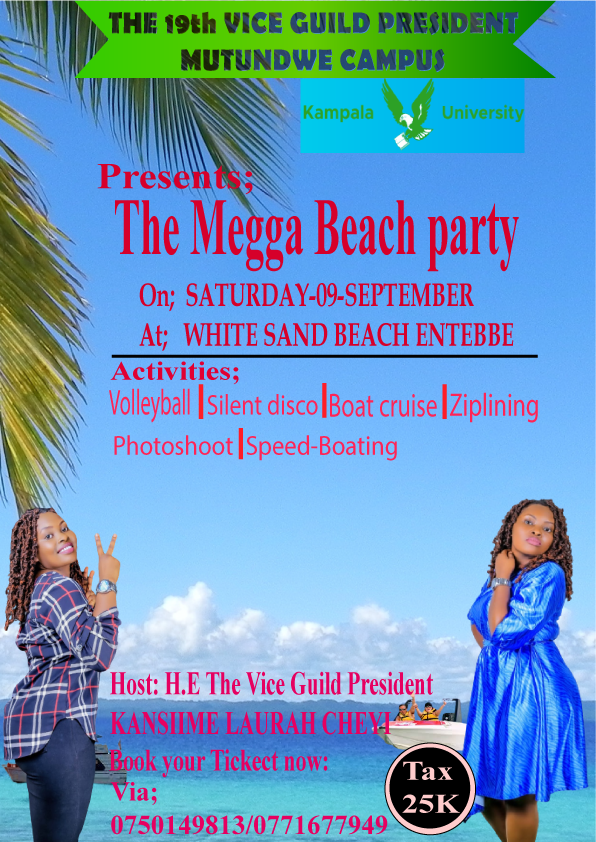 THE 19th VICE GUILD PRESIDENT
MUTUNDWE CAMPUS
Kampala University
Presents;
The Megga Beach party
On; SATURDAY-09-SEPTEMBER
At; WHITE SAND BEACH ENTEBBE
Activities;
Volleyball | Silent disco | Boat cruise | Ziplining
Photoshoot | Speed-Boating
Host: H.E The Vice Guild President
KANSIIME LAURAH CHEYI
Book your Tickect now:
Via;
0750149813/0771677949
Tax
25K